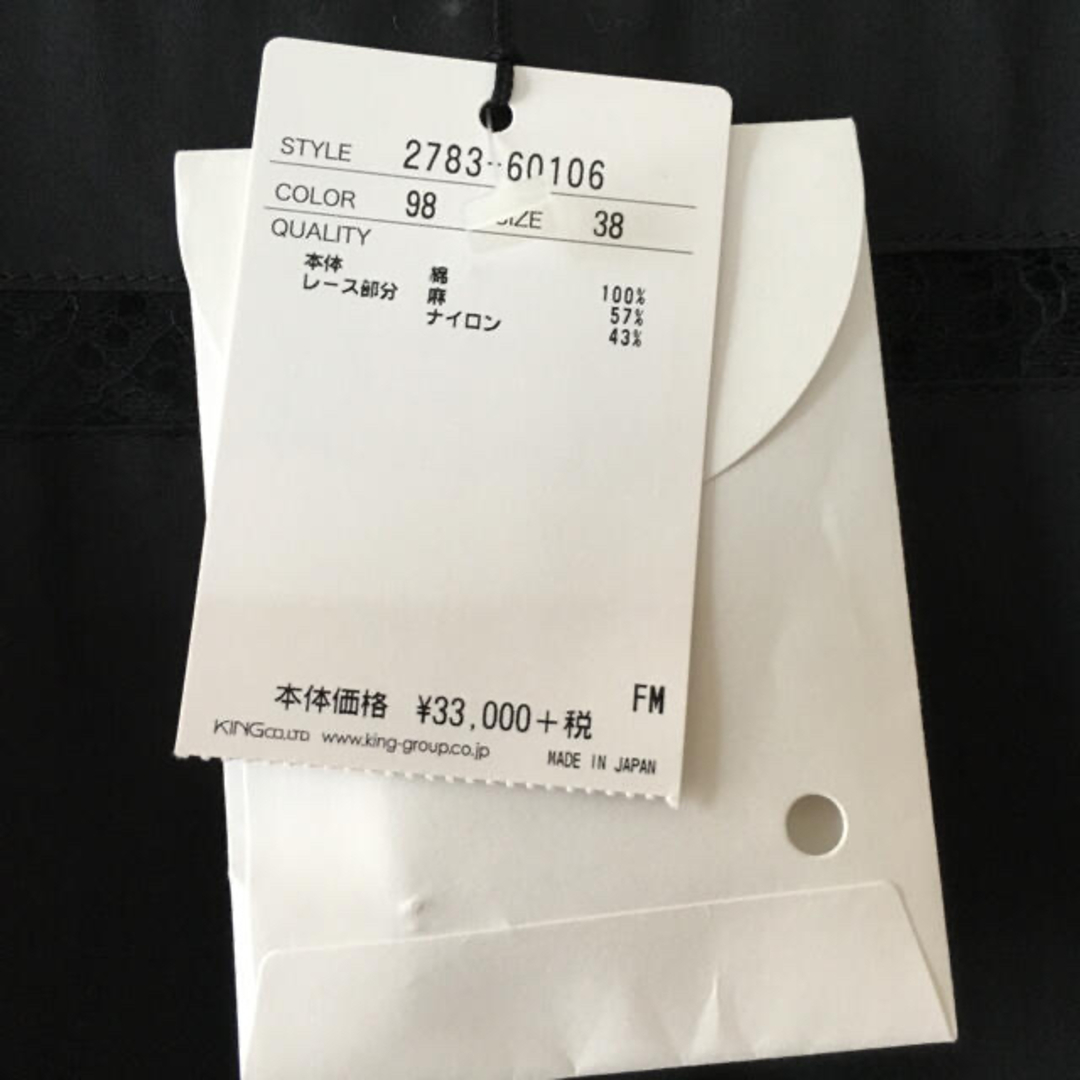 STYLE 2783-60106
COLOR 98 SIZE 38
QUALITY
本体 綿 100%
レース部分 麻 57%
ナイロン 43%
本体価格 ¥33,000+税 FM
KING CO.,LTD www.king-group.co.jp
MADE IN JAPAN